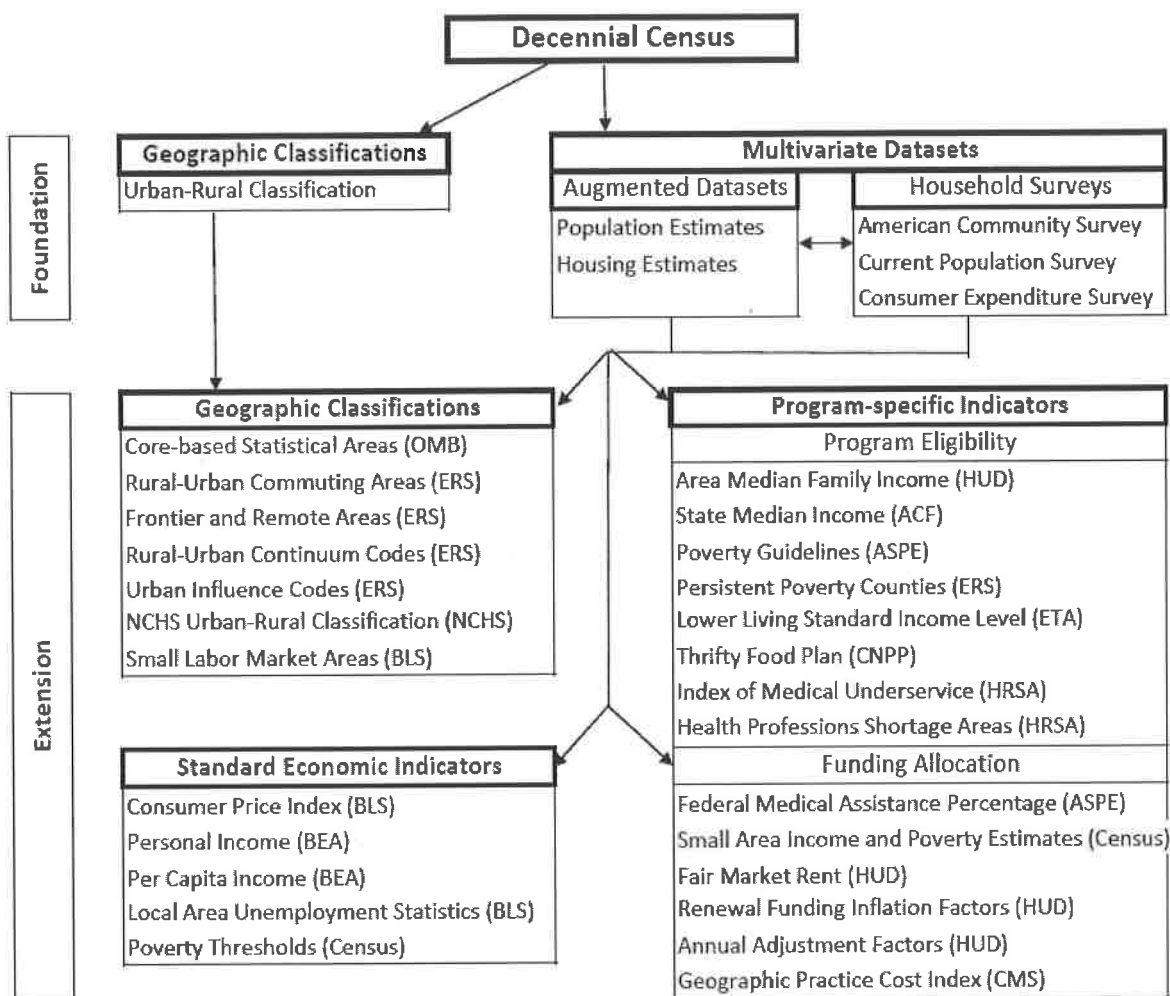 Decennial Census
Foundation
Geographic Classifications
Urban-Rural Classification
Multivariate Datasets
Augmented Datasets
Population Estimates
Housing Estimates
Household Surveys
American Community Survey
Current Population Survey
Consumer Expenditure Survey
Extension
Geographic Classifications
Core-based Statistical Areas (OMB)
Rural-Urban Commuting Areas (ERS)
Frontier and Remote Areas (ERS)
Rural-Urban Continuum Codes (ERS)
Urban Influence Codes (ERS)
NCHS Urban-Rural Classification (NCHS)
Small Labor Market Areas (BLS)
Standard Economic Indicators
Consumer Price Index (BLS)
Personal Income (BEA)
Per Capita Income (BEA)
Local Area Unemployment Statistics (BLS)
Poverty Thresholds (Census)
Program-specific Indicators
Program Eligibility
Area Median Family Income (HUD)
State Median Income (ACF)
Poverty Guidelines (ASPE)
Persistent Poverty Counties (ERS)
Lower Living Standard Income Level (ETA)
Thrifty Food Plan (CNPP)
Index of Medical Underservice (HRSA)
Health Professions Shortage Areas (HRSA)
Funding Allocation
Federal Medical Assistance Percentage (ASPE)
Small Area Income and Poverty Estimates (Census)
Fair Market Rent (HUD)
Renewal Funding Inflation Factors (HUD)
Annual Adjustment Factors (HUD)
Geographic Practice Cost Index (CMS)